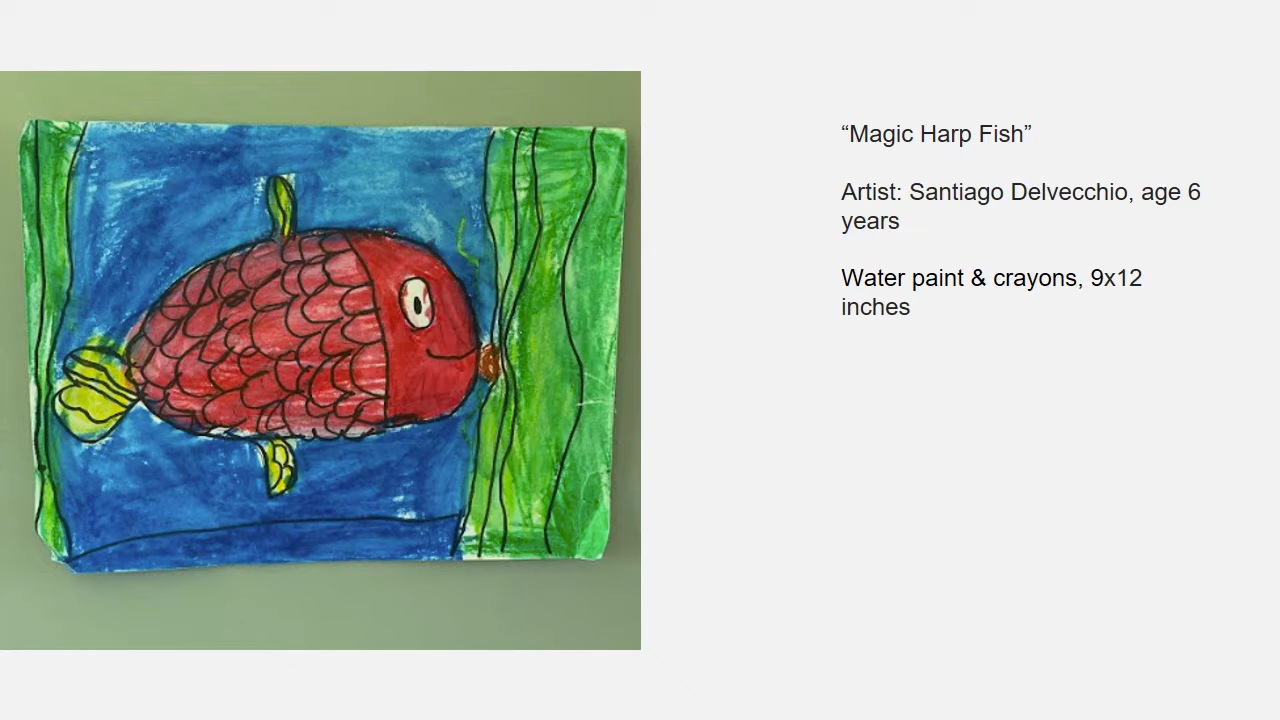 “Magic Harp Fish”
Artist: Santiago Delvecchio, age 6
years
Water paint & crayons, 9x12
inches